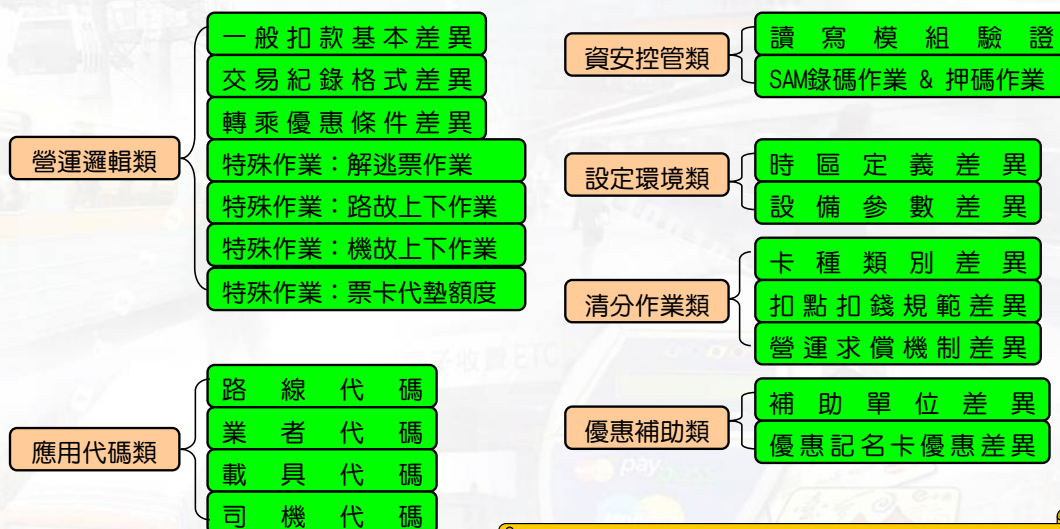 營運邏輯類
一般扣款基本差異
交易紀錄格式差異
轉乘優惠條件差異
特殊作業：解逃票作業
特殊作業：路故上下作業
特殊作業：機故上下作業
特殊作業：票卡代墊額度
應用代碼類
路線代碼
業者代碼
載具代碼
司機代碼
資安控管類
讀寫模組驗證
SAM錄碼作業 & 押碼作業
設定環境類
時區定義差異
設備參數差異
清分作業類
卡種類別差異
扣點扣錢規範差異
營運求償機制差異
優惠補助類
補助單位差異
優惠記名卡優惠差異
收費ETC
pay